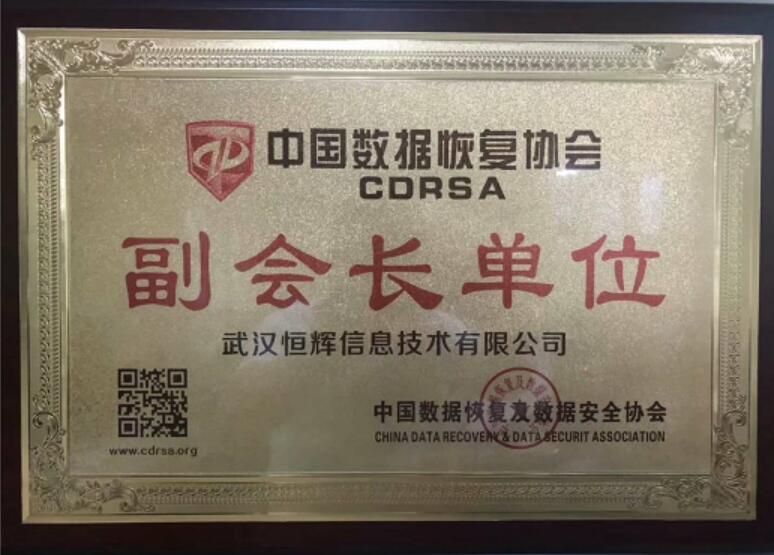 中国数据恢复协会
CDRSA
副会长单位
武汉恒辉信息技术有限公司
中国数据恢复及数据安全协会
CHINA DATA RECOVERY & DATA SECURIT ASSOCIATION
www.cdrsa.org